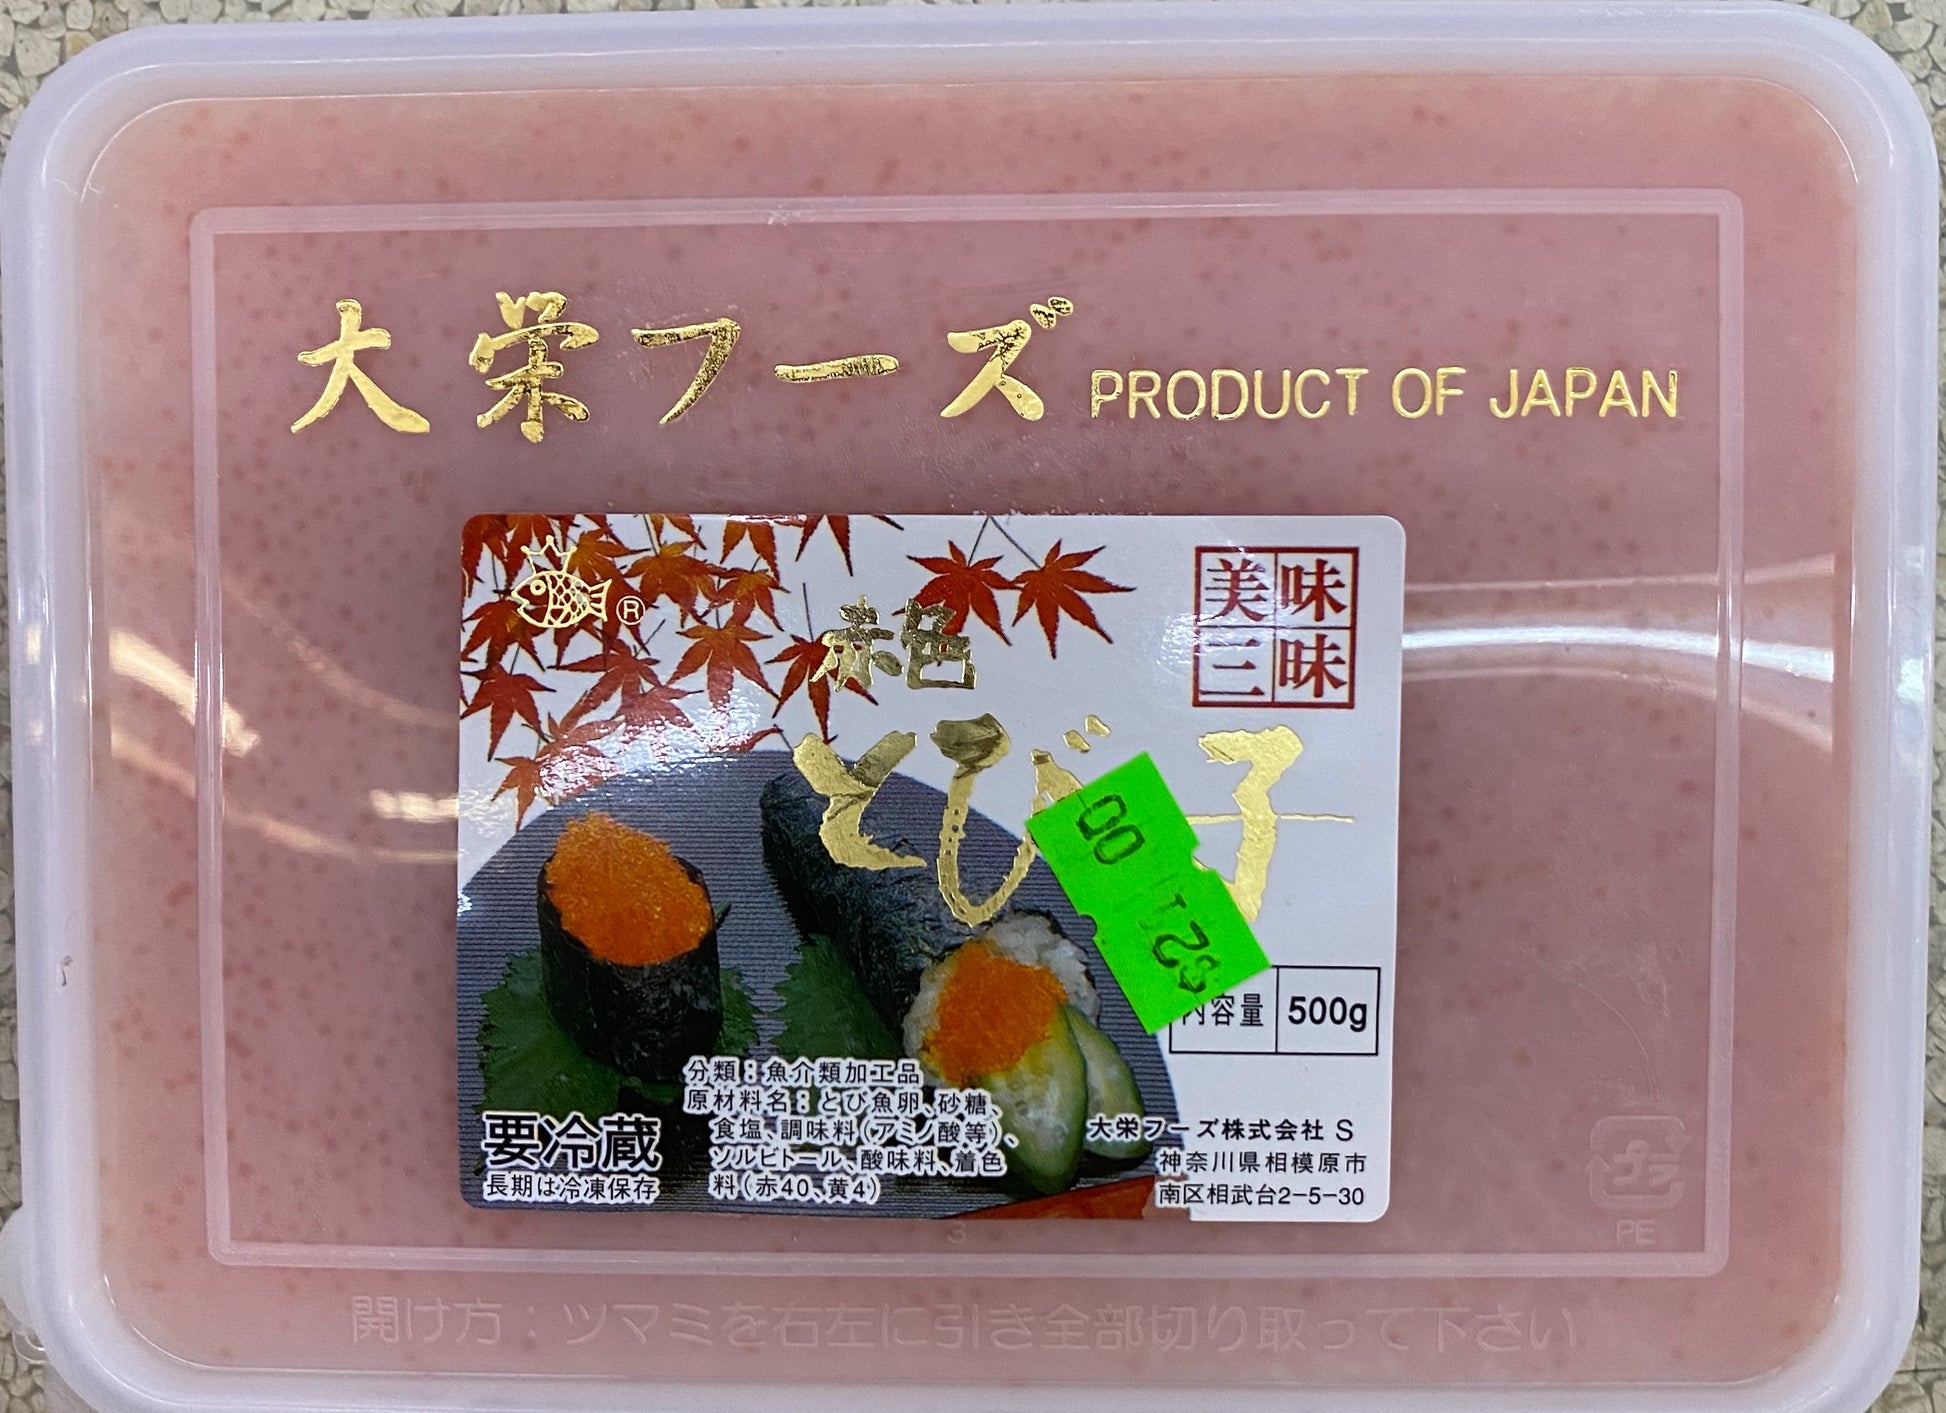 大栄フーズ PRODUCT OF JAPAN
®
赤色
とび子
美味
三味
内容量 500g
要冷蔵
長期は冷凍保存
分類:魚介類加工品
原材料名:とび魚卵、砂糖、
食塩、調味料(アミノ酸等)、
ソルビトール、酸味料、着色
料(赤40、黄4)
大栄フーズ株式会社 S
神奈川県相模原市
南区相武台2-5-30
3
プラ
PE
開け方:ツマミを右左に引き全部切り取って下さい